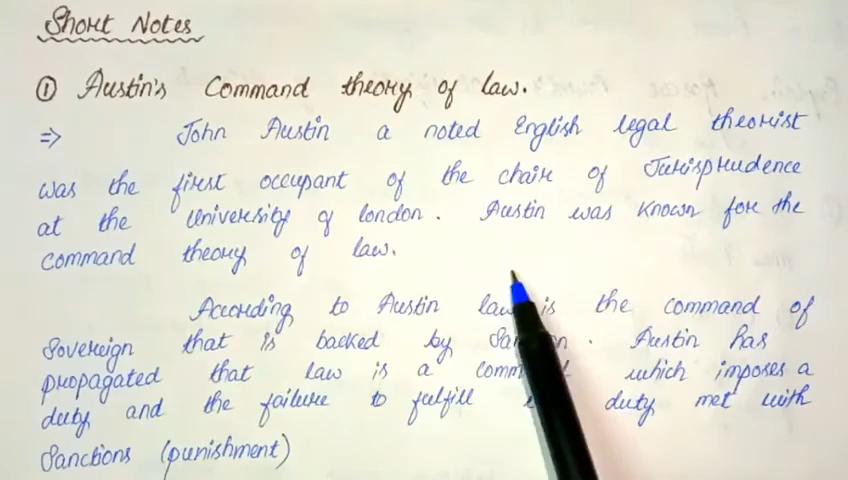 Short Notes
① Austin's Command theory of law.
⇒ John Austin a noted English legal theorist
was the first occupant of the chair of Jurisprudence
at the University of london. Austin was known for the
command theory of law.
According to Austin law is the command of
Sovereign that is backed by . Austin has
propagated that law is a which imposes a
duty and the failure to fulfill duty met with
Sanctions (punishment)